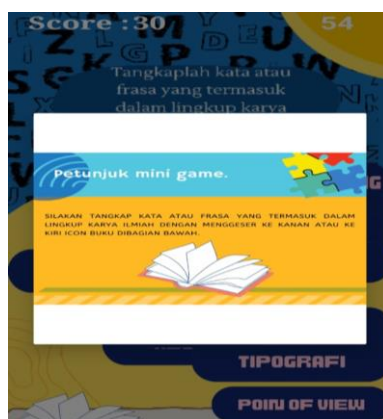 Score :30 54
Tangkaplah kata atau
frasa yang termasuk
dalam lingkup karya
Petunjuk mini game.
SILAKAN TANGKAP KATA ATAU FRASA YANG TERMASUK DALAM
LINGKUP KARYA ILMIAH DENGAN MENGGESER KE KANAN ATAU KE
KIRI ICON BUKU DIBAGIAN BAWAH.
TIPOGRAFI
POIN OF VIEW